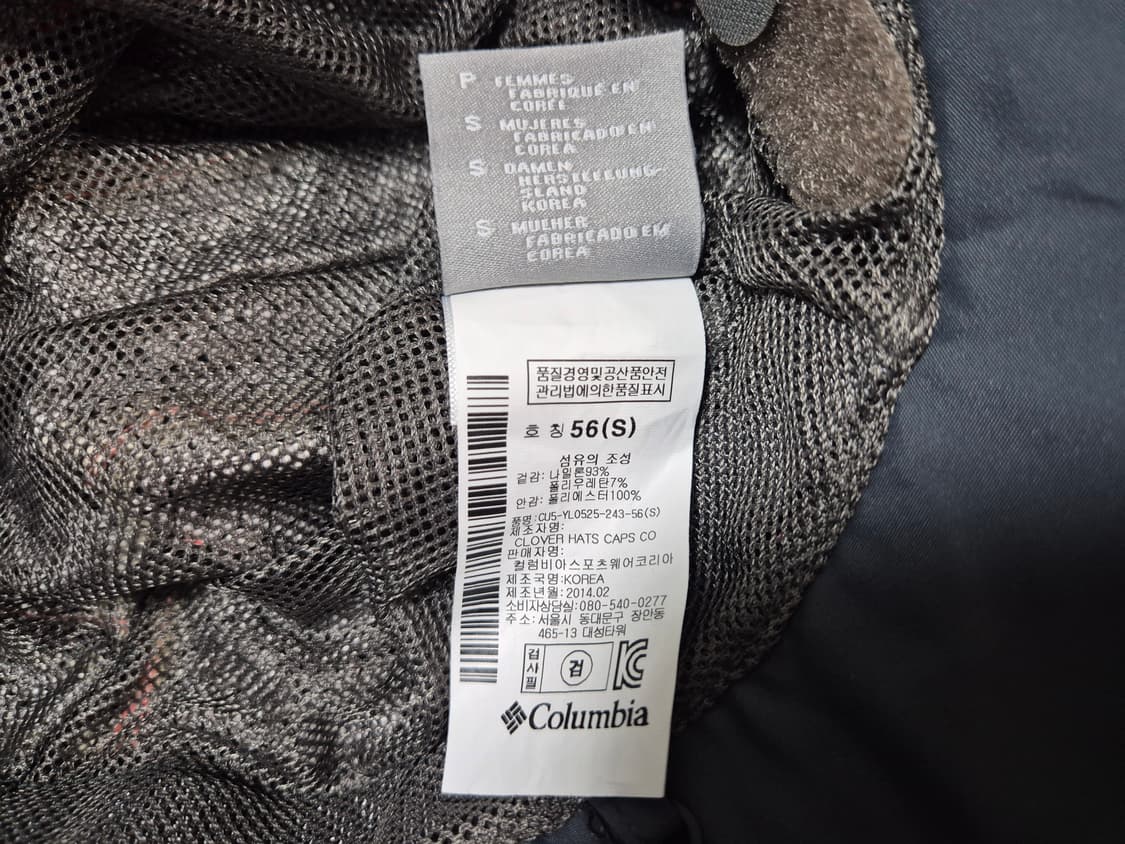 P FEMMES
FABRIQUÉ EN
CORÉE
S MUJERES
FABRICADO EN
COREA
S DAMEN
HERSTELLUNG-
SLAND
KOREA
S MULHER
FABRICADO EM
COREA
품질경영및공산품안전
관리법에의한품질표시
호 칭 56(S)
섬유의 조성
겉감: 나일론93%
폴리우레탄7%
안감: 폴리에스터100%
품명:CU5-YL0525-243-56(S)
제조자명:
CLOVER HATS CAPS CO
판매자명:
컬럼비아스포츠웨어코리아
제조국명:KOREA
제조년월:2014.02
소비자상담실:080-540-0277
주소:서울시 동대문구 장안동
465-13 대성타워
검사필 검 KC
Columbia